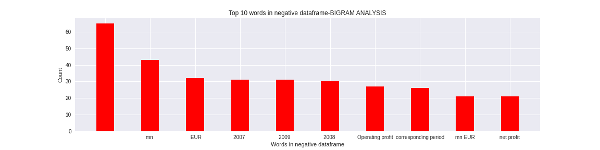 Top 10 words in negative dataframe-BIGRAM ANALYSIS
60
50
40
30
20
10
0
Count
mn EUR 2007 2009 2008 Operating profit corresponding period mn EUR net profit
Words in negative dataframe